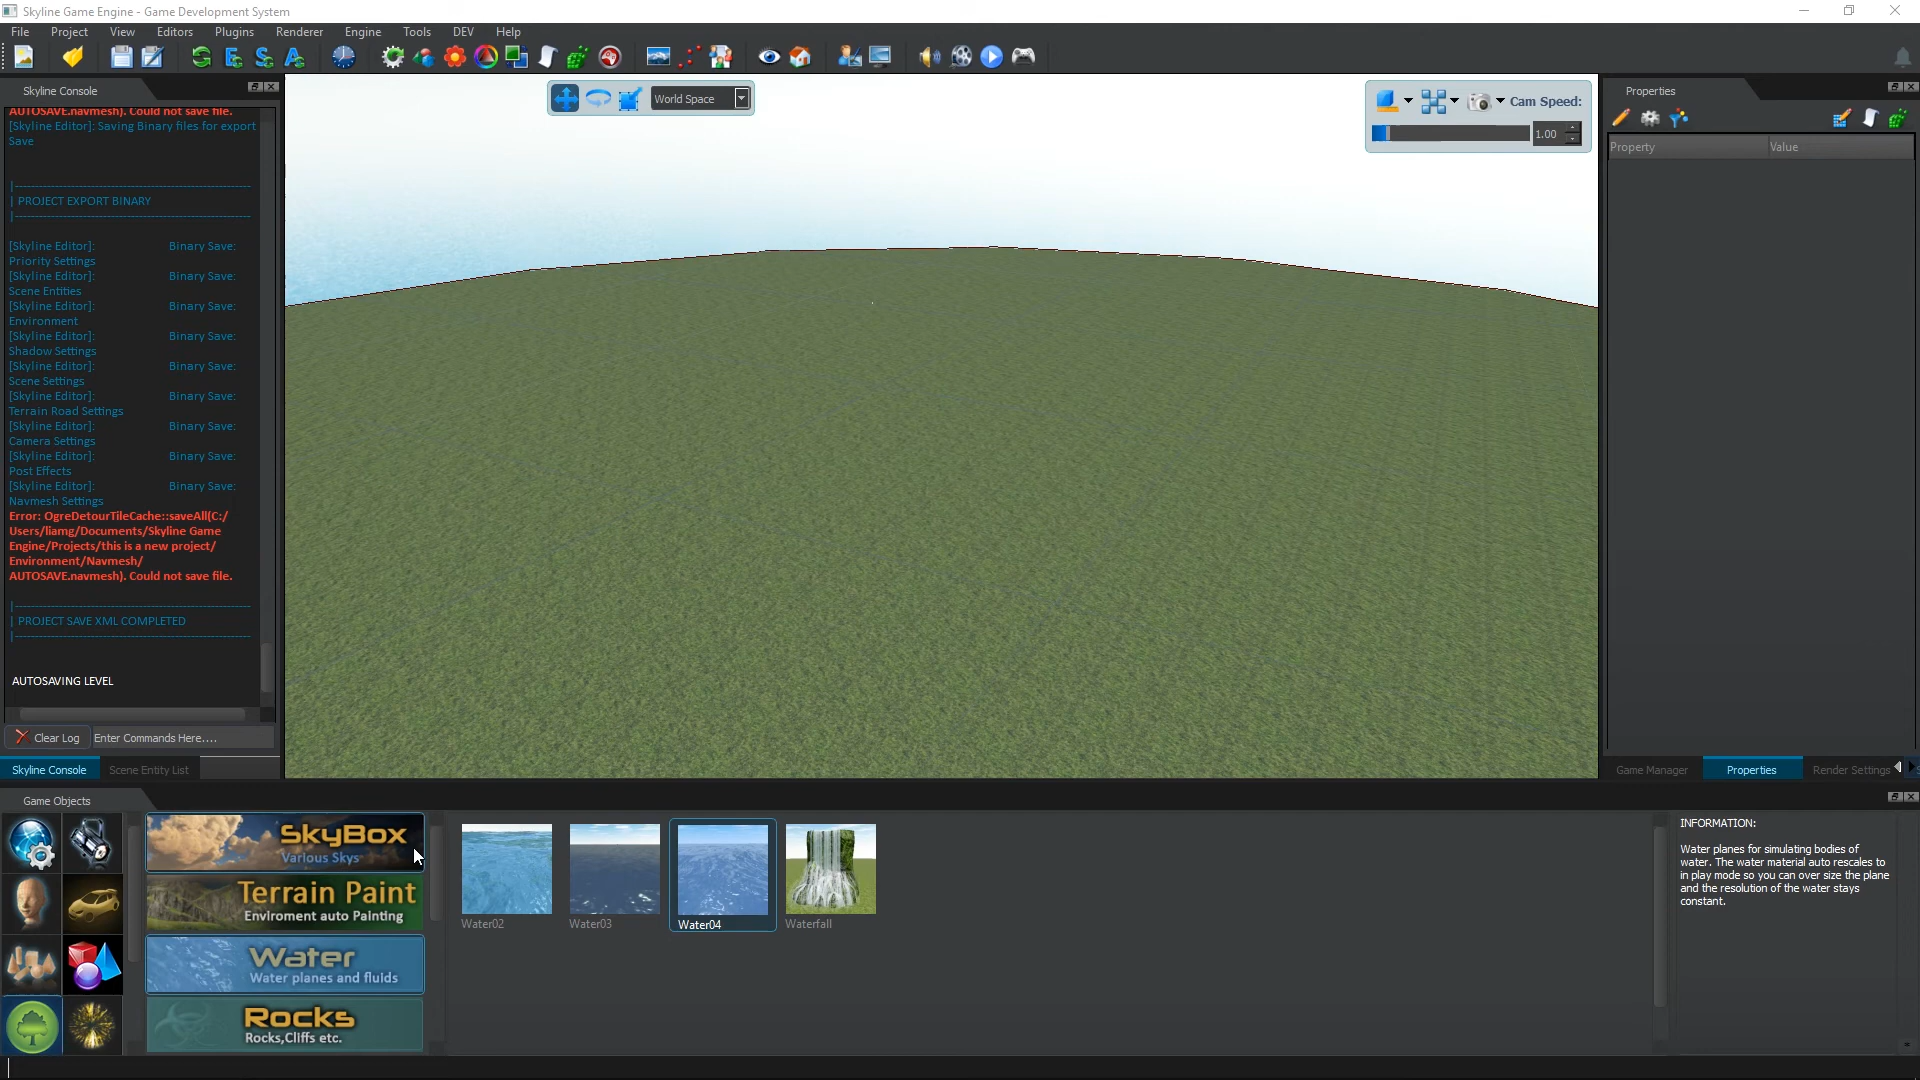 Skyline Game Engine - Game Development System
File Project View Editors Plugins Renderer Engine Tools DEV Help
Skyline Console
AUTOSAVE.navmesh). Could not save file.
[Skyline Editor]: Saving Binary files for export
Save
PROJECT EXPORT BINARY
[Skyline Editor]: Binary Save:
Priority Settings
[Skyline Editor]: Binary Save:
Scene Entities
[Skyline Editor]: Binary Save:
Environment
[Skyline Editor]: Binary Save:
Shadow Settings
[Skyline Editor]: Binary Save:
Scene Settings
[Skyline Editor]: Binary Save:
Terrain Road Settings
[Skyline Editor]: Binary Save:
Camera Settings
[Skyline Editor]: Binary Save:
Post Effects
[Skyline Editor]: Binary Save:
Navmesh Settings
Error: OgreDetourTileCache::saveAll(C:/
Users/liamg/Documents/Skyline Game
Engine/Projects/this is a new project/
Environment/Navmesh/
AUTOSAVE.navmesh). Could not save file.
PROJECT SAVE XML COMPLETED
AUTOSAVING LEVEL
Clear Log Enter Commands Here....
Skyline Console Scene Entity List
World Space
Cam Speed:
1.00
Properties
Property Value
Game Manager Properties Render Settings
Game Objects
SkyBox
Various Skys
Terrain Paint
Enviroment auto Painting
Water
Water planes and fluids
Rocks
Rocks,Cliffs etc.
Water02 Water03 Water04 Waterfall
INFORMATION:
Water planes for simulating bodies of
water. The water material auto rescales to
in play mode so you can over size the plane
and the resolution of the water stays
constant.